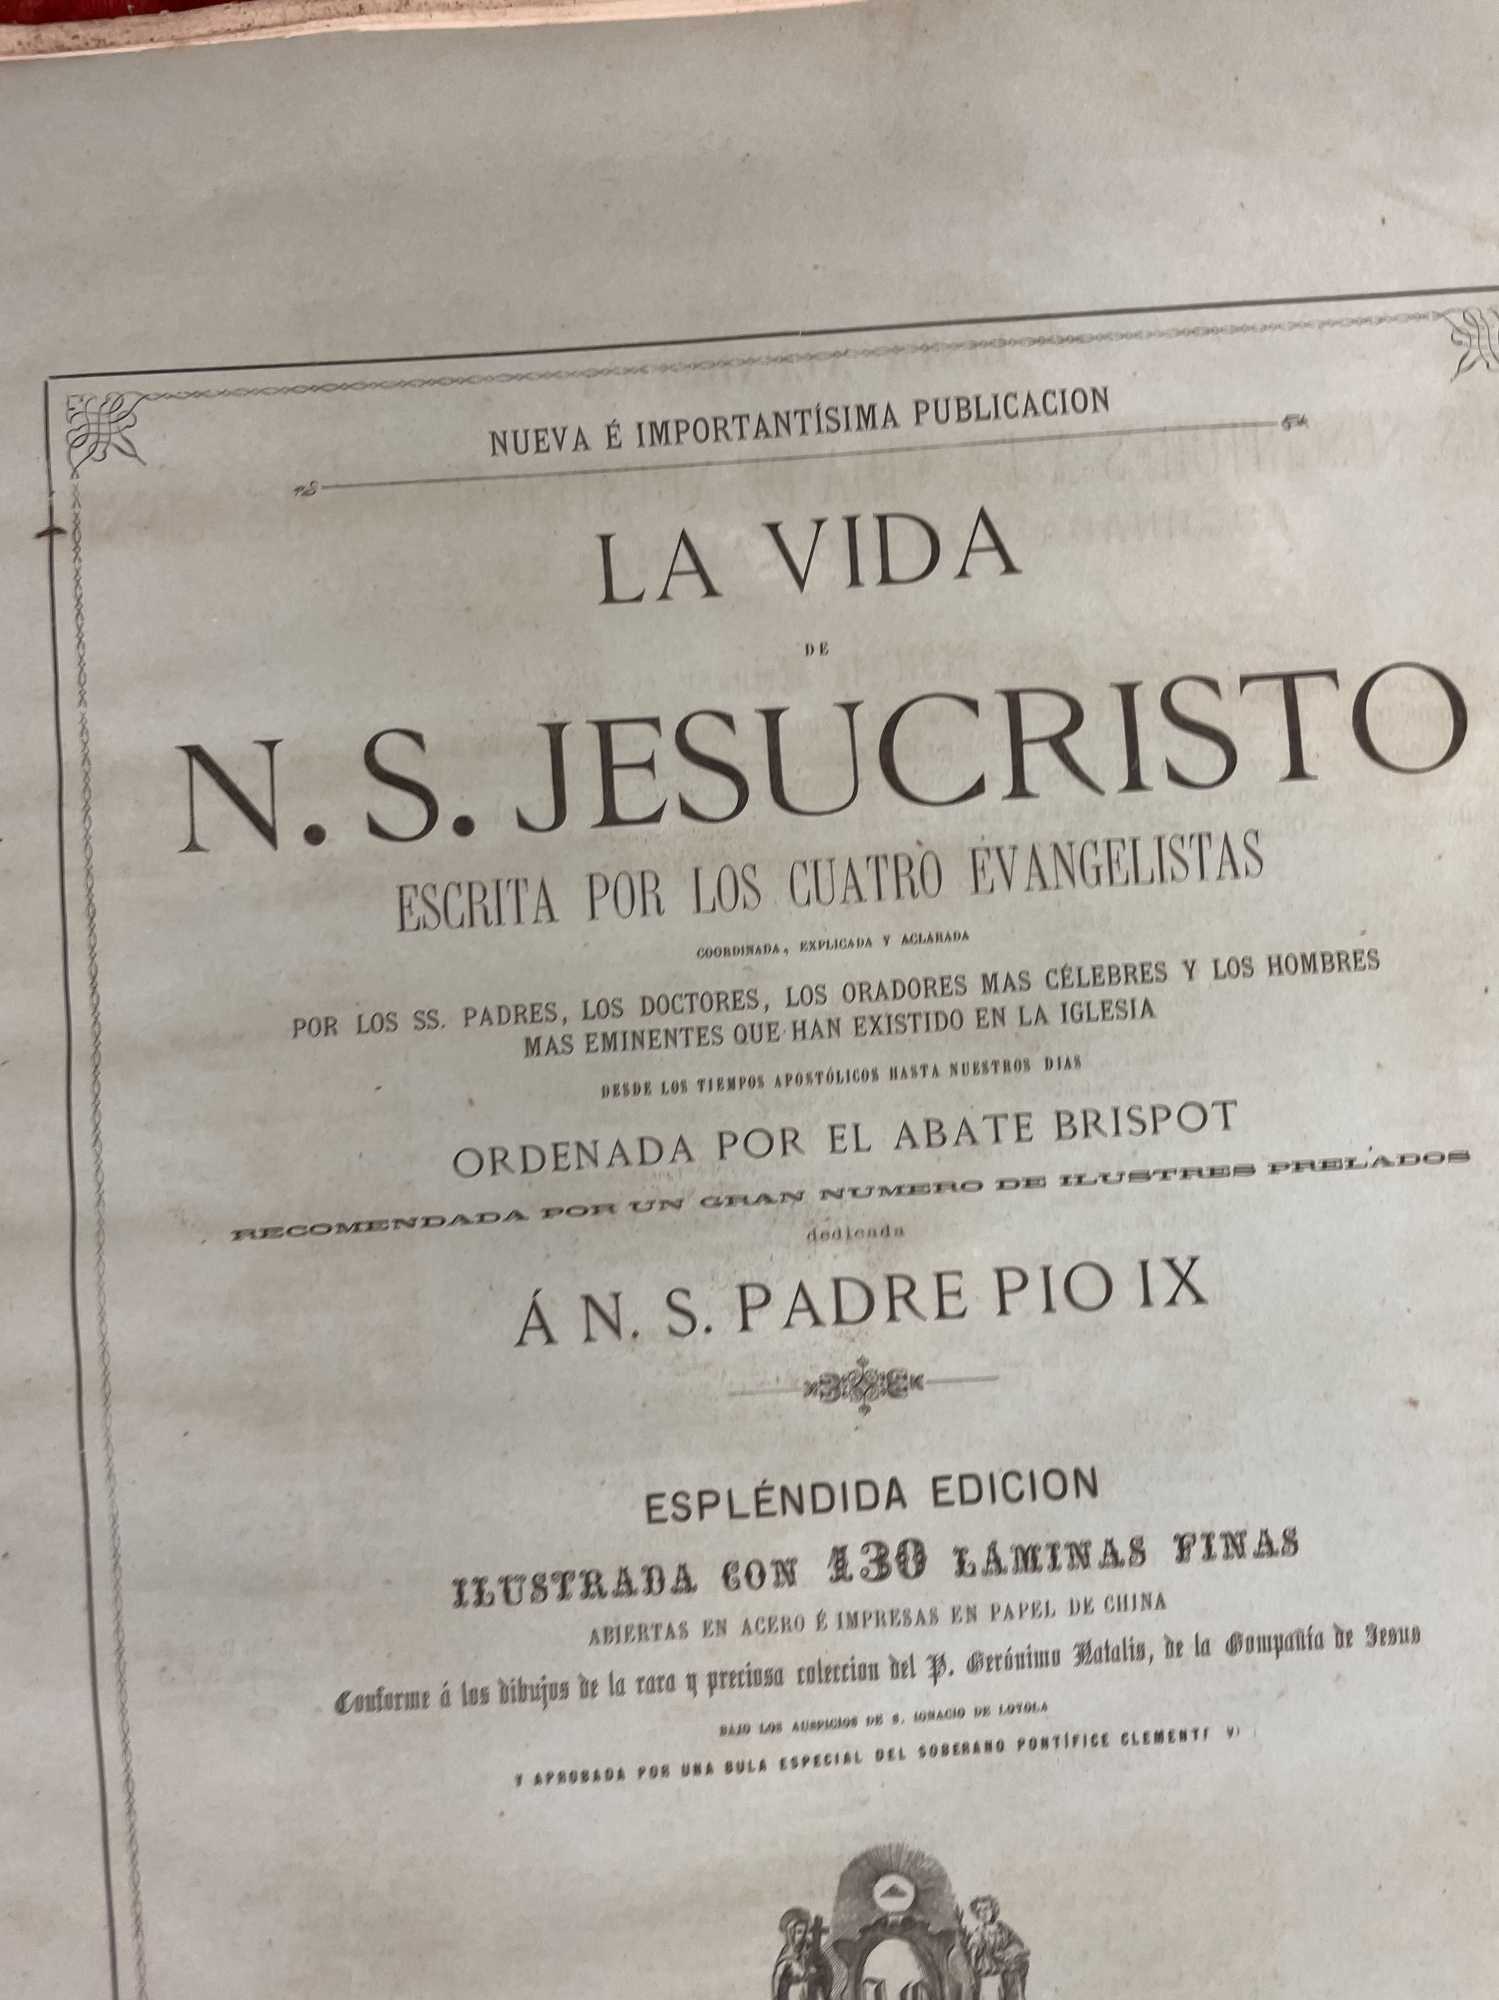 NUEVA É IMPORTANTÍSIMA PUBLICACION
LA VIDA
DE
N. S. JESUCRISTO
ESCRITA POR LOS CUATRO EVANGELISTAS
COORDINADA, EXPLICADA Y ACLARADA
POR LOS SS. PADRES, LOS DOCTORES, LOS ORADORES MAS CÉLEBRES Y LOS HOMBRES
MAS EMINENTES QUE HAN EXISTIDO EN LA IGLESIA
DESDE LOS TIEMPOS APOSTÓLICOS HASTA NUESTROS DIAS
ORDENADA POR EL ABATE BRISPOT
RECOMENDADA POR UN GRAN NUMERO DE ILUSTRES PRELADOS
dedicada
Á N. S. PADRE PIO IX
ESPLÉNDIDA EDICION
ILUSTRADA CON 130 LAMINAS FINAS
ABIERTAS EN ACERO É IMPRESAS EN PAPEL DE CHINA
Conforme á los dibujos de la rara y preciosa coleccion del P. Gerónimo Natalis, de la Compañía de Jesus
BAJO LOS AUSPICIOS DE S. IGNACIO DE LOYOLA
Y APROBADA POR UNA BULA ESPECIAL DEL SOBERANO PONTÍFICE